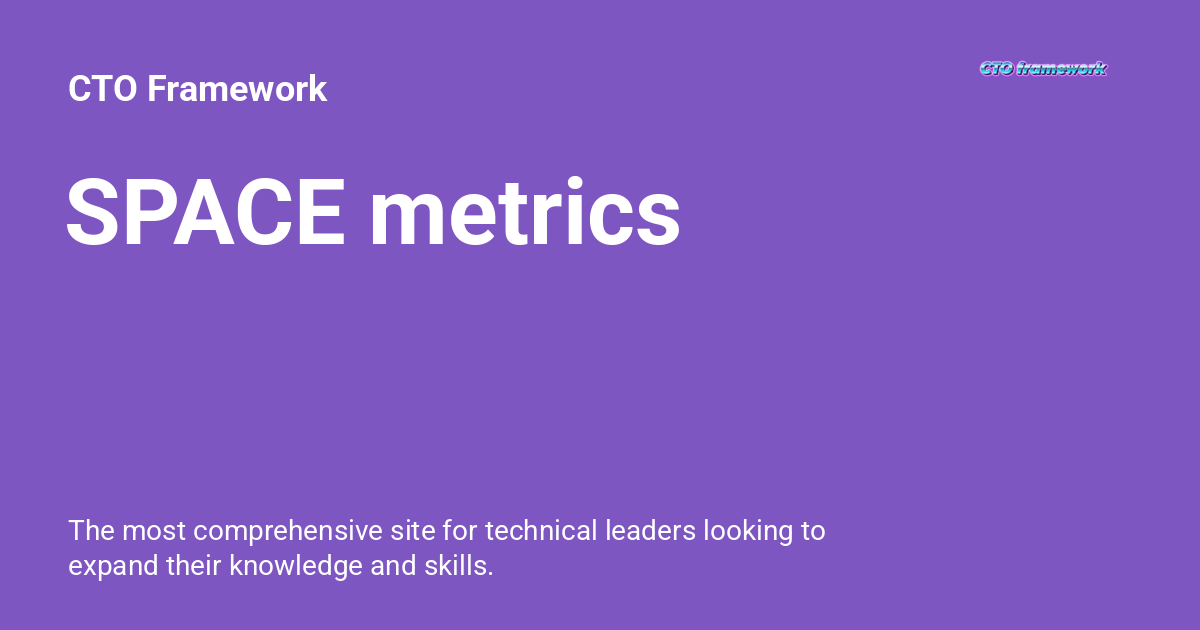 CTO Framework
CTO framework
SPACE metrics
The most comprehensive site for technical leaders looking to
expand their knowledge and skills.